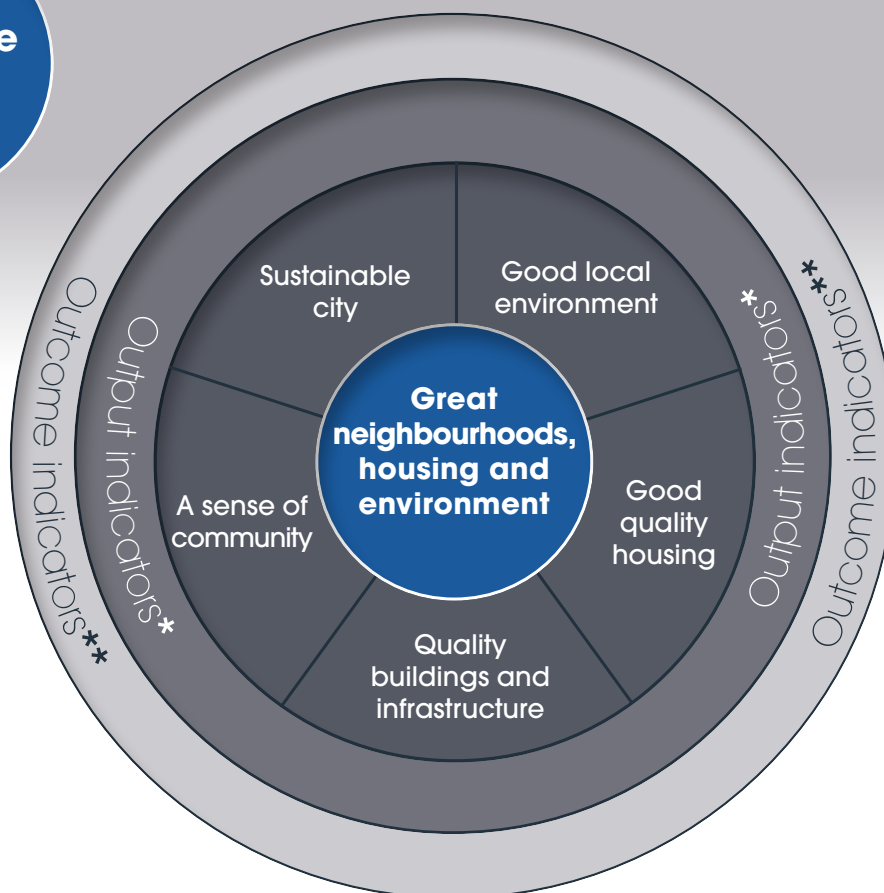 e
Sustainable
city
Good local
environment
Great
neighbourhoods,
housing and
environment
A sense of
community
Good
quality
housing
Quality
buildings and
infrastructure
Output indicators*
Output indicators*
Outcome indicators**
Outcome indicators**